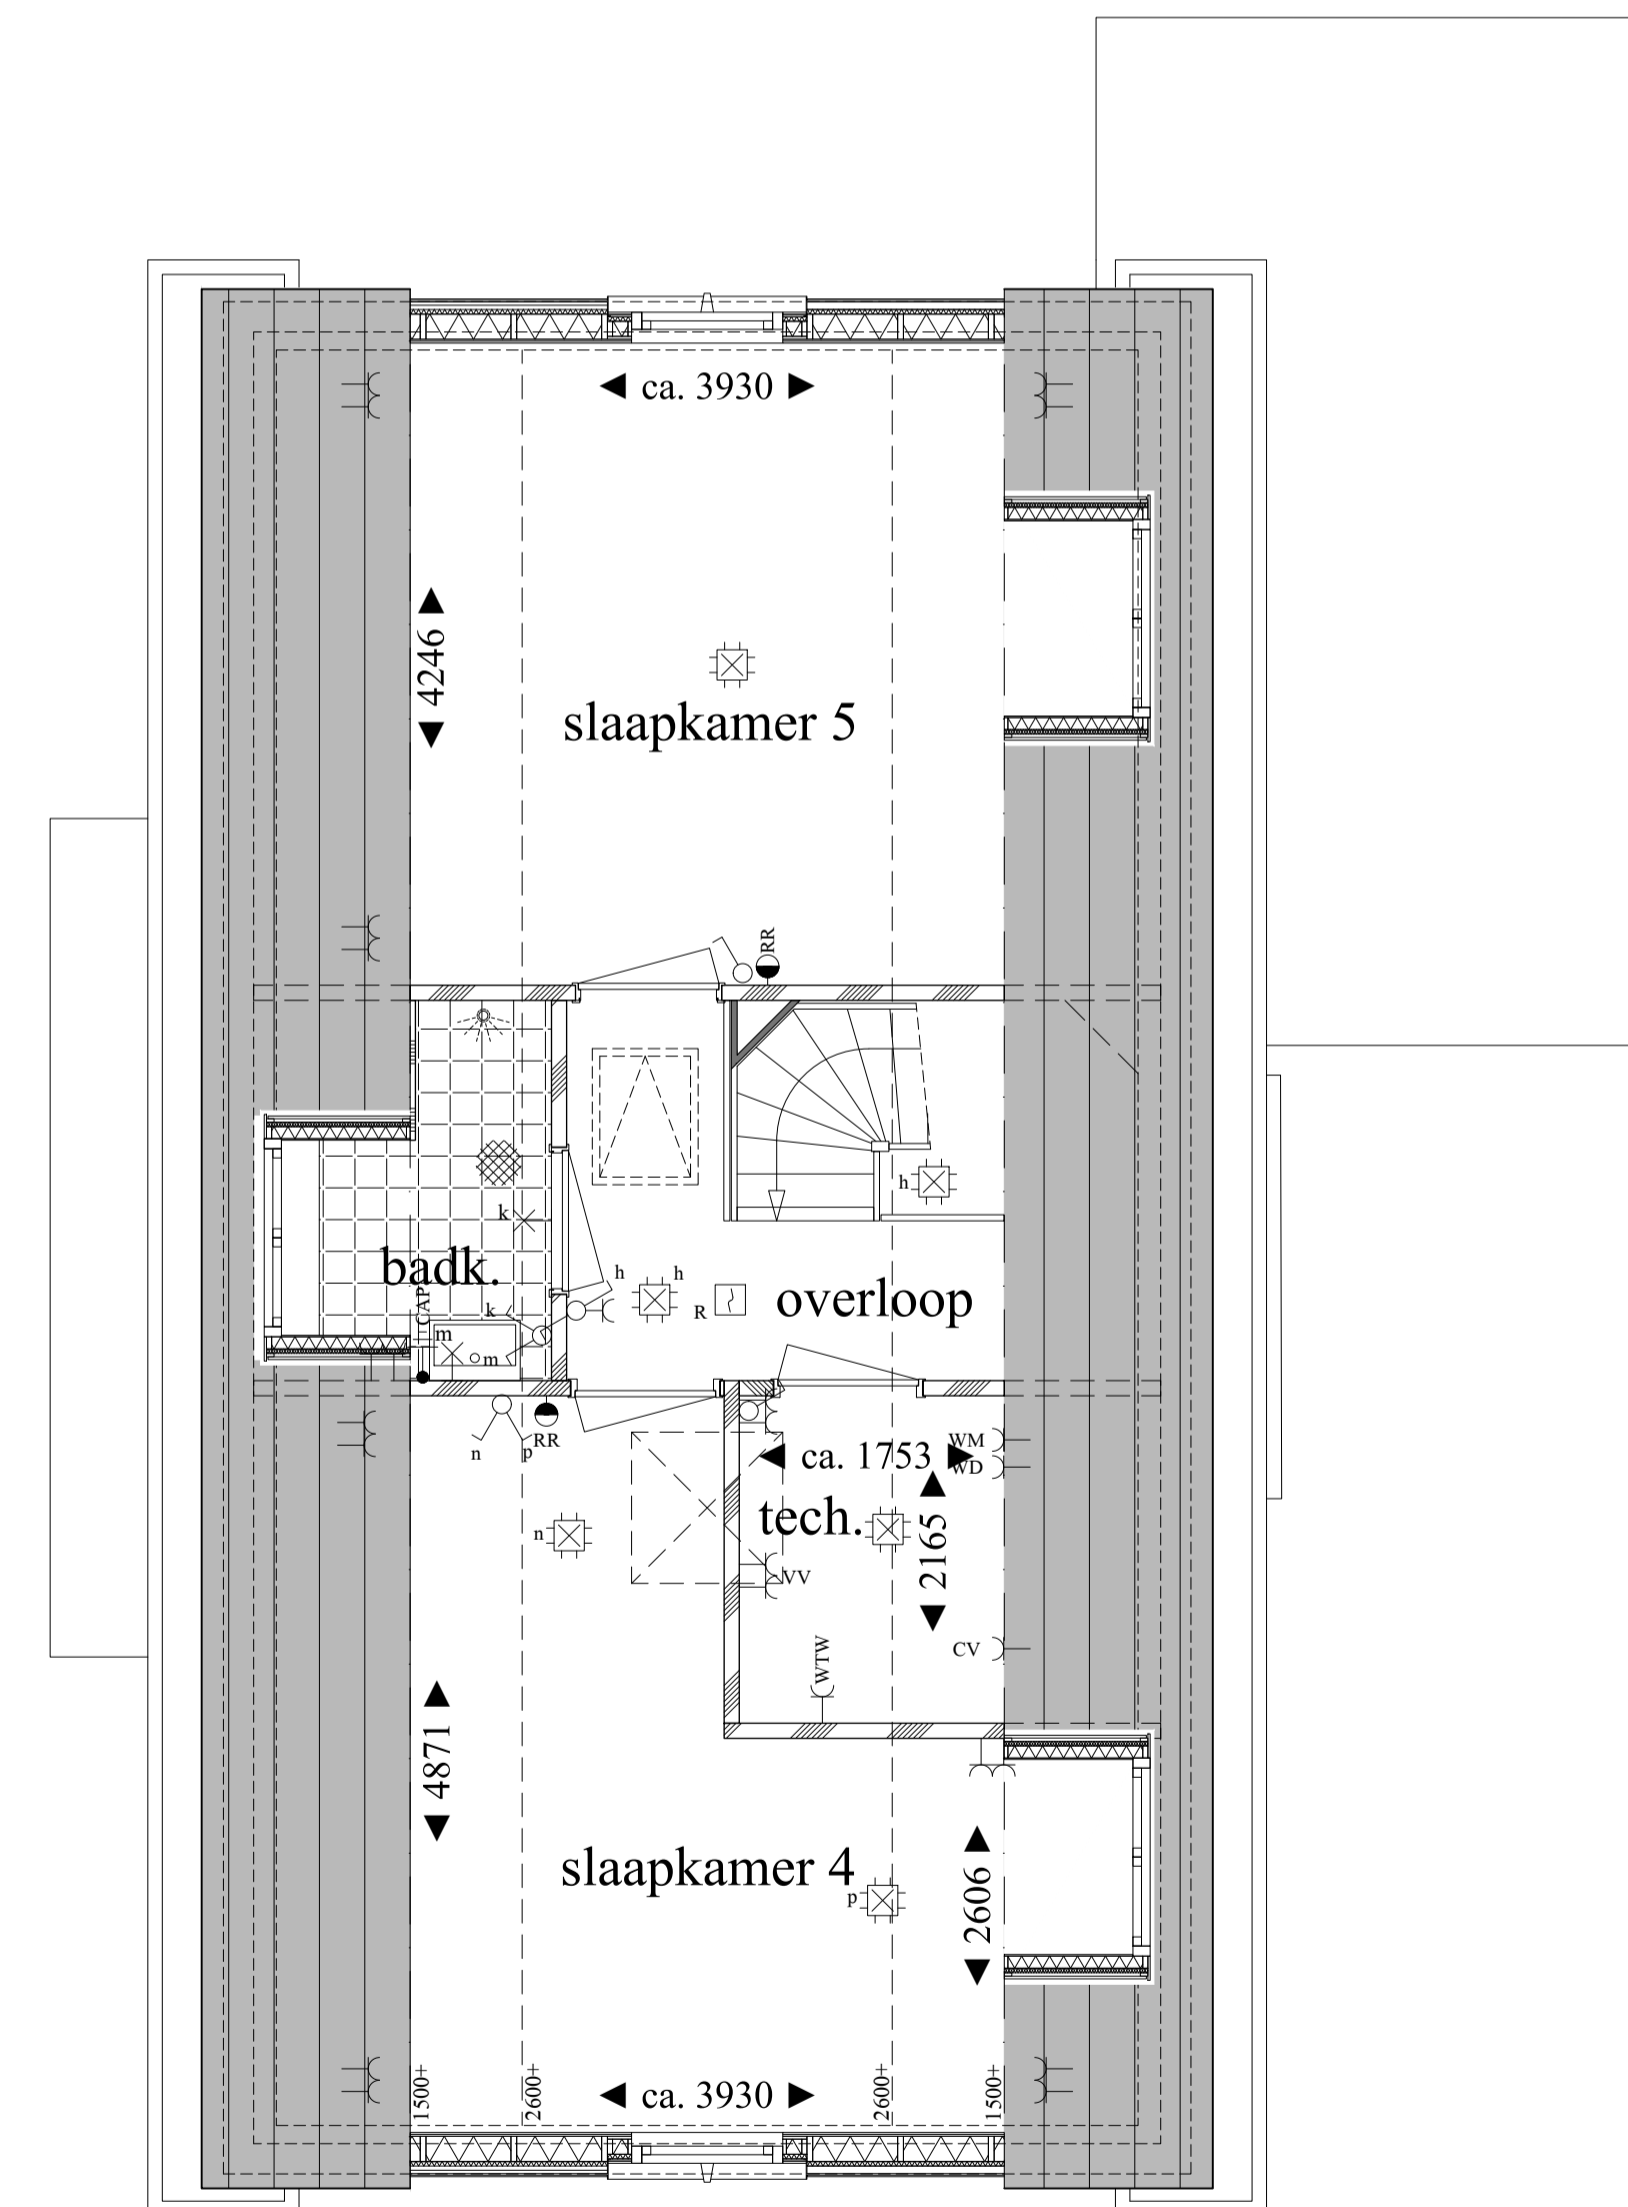 ca. 3930
4246
slaapkamer 5
RR
h
k
badk.
h
h
k
R
overloop
CAP
m
m
n
p
RR
WM
ca. 1753
WD
tech.
n
2165
VV
WTW
CV
4871
slaapkamer 4
p
2606
1500+
2600+
ca. 3930
2600+
1500+